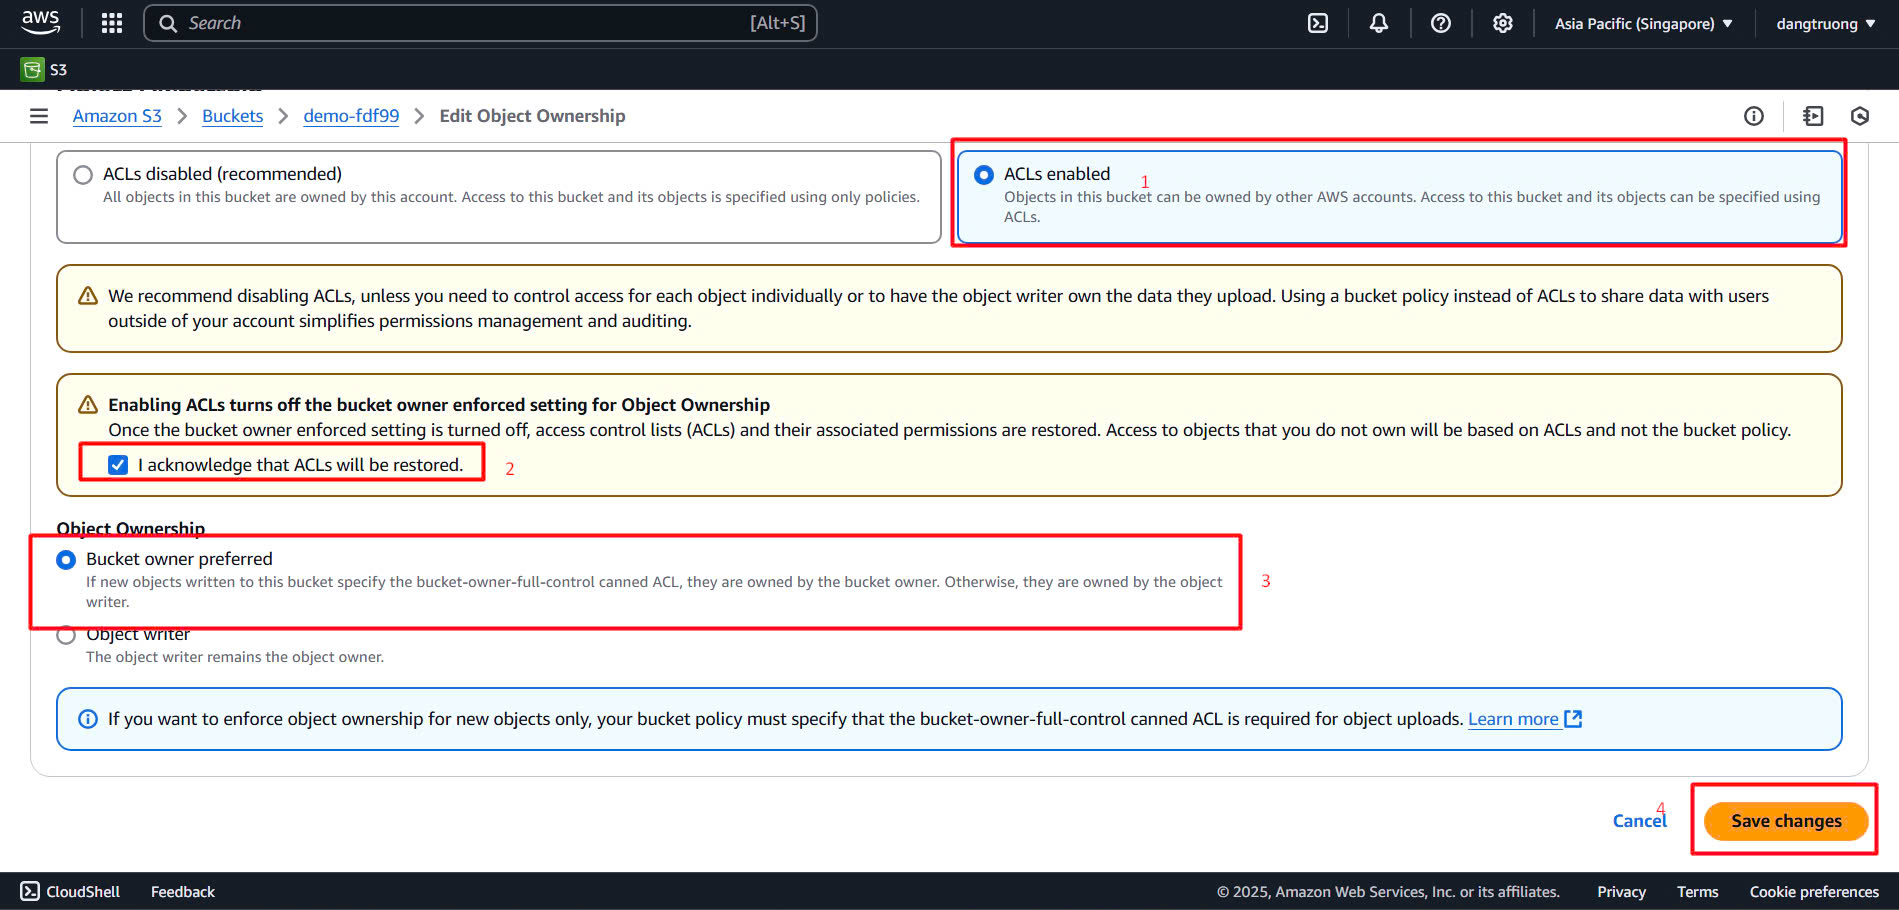 aws
Search [Alt+S]
Asia Pacific (Singapore)
dangtruong
S3
Amazon S3 > Buckets > demo-fdf99 > Edit Object Ownership
ACLs disabled (recommended)
All objects in this bucket are owned by this account. Access to this bucket and its objects is specified using only policies.
ACLs enabled
1
Objects in this bucket can be owned by other AWS accounts. Access to this bucket and its objects can be specified using
ACLs.
We recommend disabling ACLs, unless you need to control access for each object individually or to have the object writer own the data they upload. Using a bucket policy instead of ACLs to share data with users
outside of your account simplifies permissions management and auditing.
Enabling ACLs turns off the bucket owner enforced setting for Object Ownership
Once the bucket owner enforced setting is turned off, access control lists (ACLs) and their associated permissions are restored. Access to objects that you do not own will be based on ACLs and not the bucket policy.
I acknowledge that ACLs will be restored.
2
Object Ownership
Bucket owner preferred
If new objects written to this bucket specify the bucket-owner-full-control canned ACL, they are owned by the bucket owner. Otherwise, they are owned by the object
writer.
3
Object writer
The object writer remains the object owner.
If you want to enforce object ownership for new objects only, your bucket policy must specify that the bucket-owner-full-control canned ACL is required for object uploads. Learn more
4
Cancel
Save changes
CloudShell Feedback
© 2025, Amazon Web Services, Inc. or its affiliates. Privacy Terms Cookie preferences